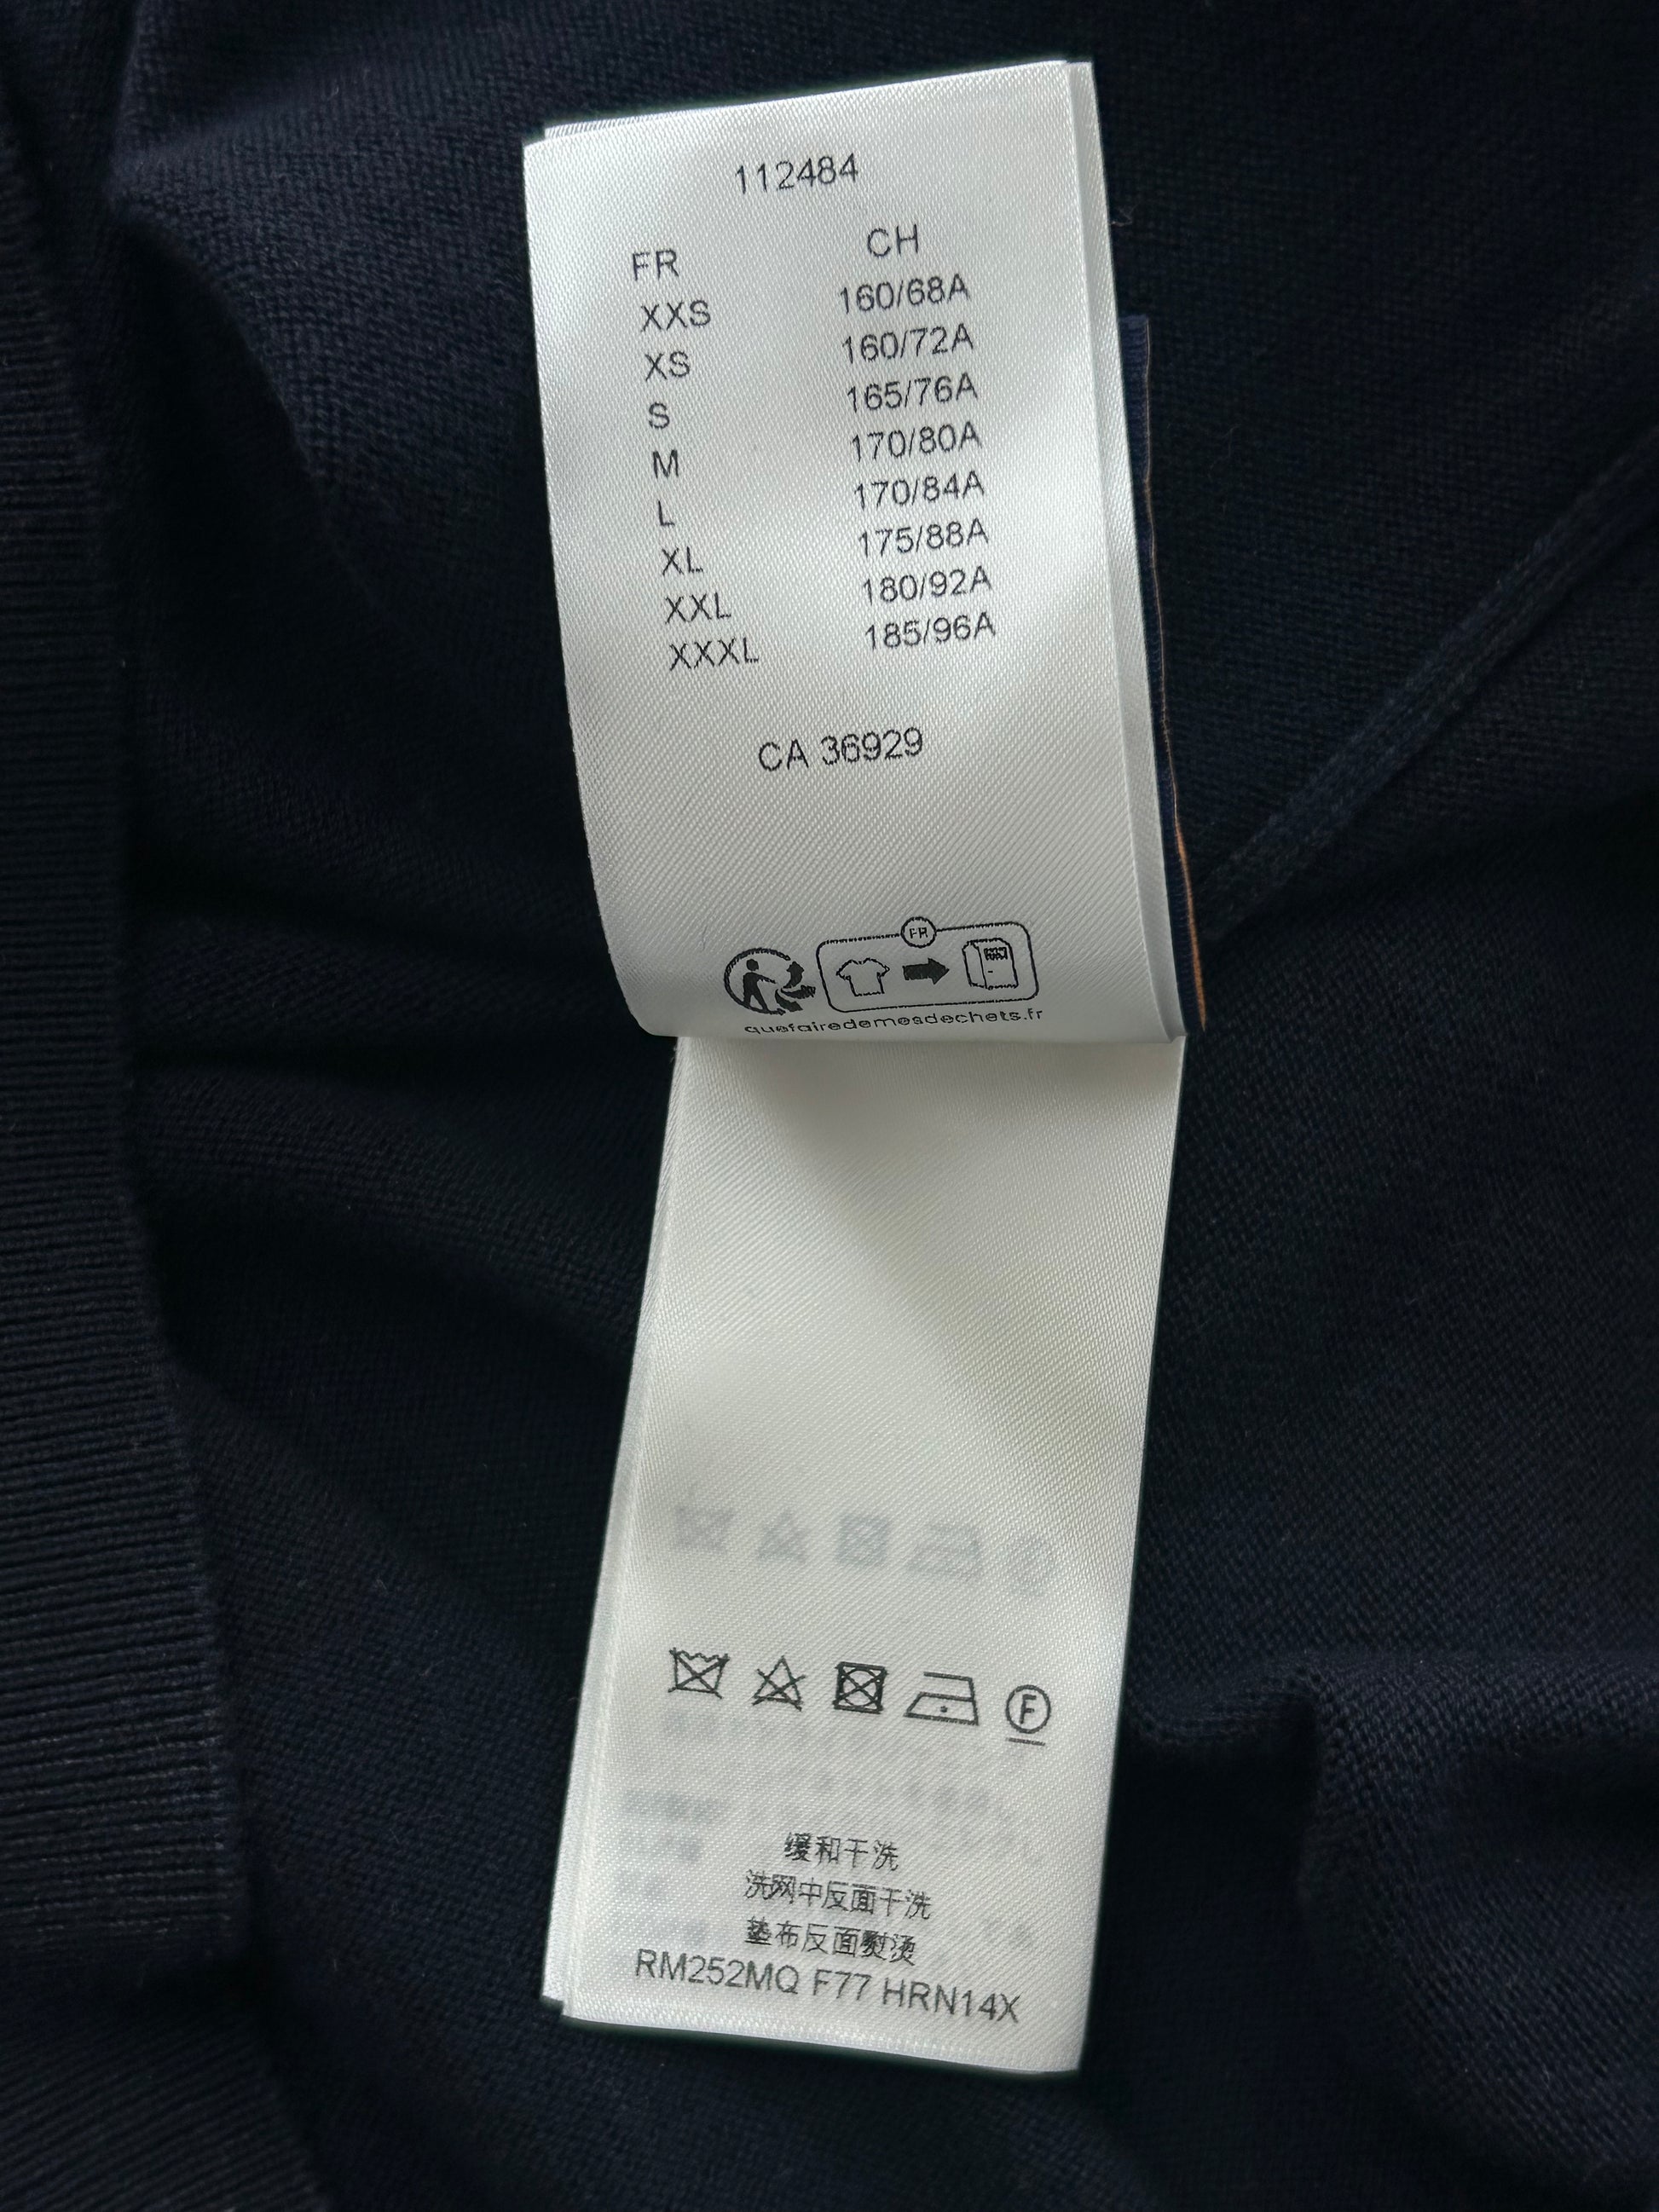 112484
FR CH
XXS 160/68A
XS 160/72A
S 165/76A
M 170/80A
L 170/84A
XL 175/88A
XXL 180/92A
XXXL 185/96A
CA 36929
FR
quefairedemesdechets.fr
F
缓和干洗
洗网中反面干洗
垫布反面熨烫
RM252MQ F77 HRN14X